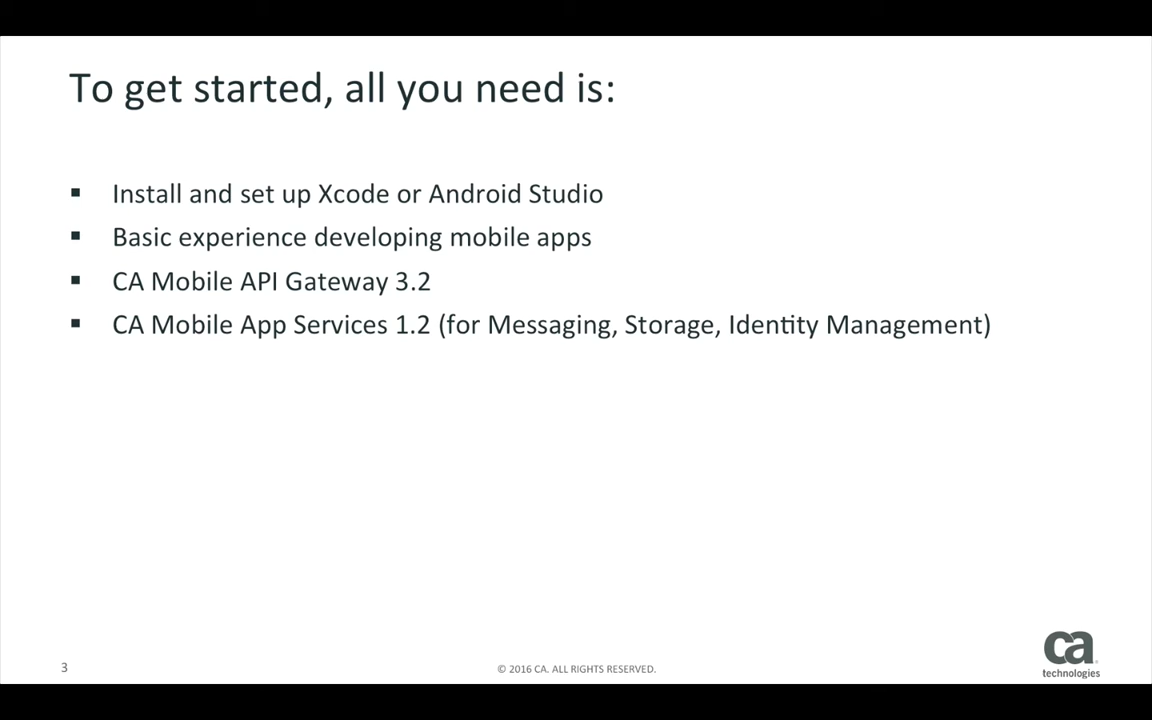 To get started, all you need is:
▪ Install and set up Xcode or Android Studio
▪ Basic experience developing mobile apps
▪ CA Mobile API Gateway 3.2
▪ CA Mobile App Services 1.2 (for Messaging, Storage, Identity Management)
3
© 2016 CA. ALL RIGHTS RESERVED.
ca
technologies